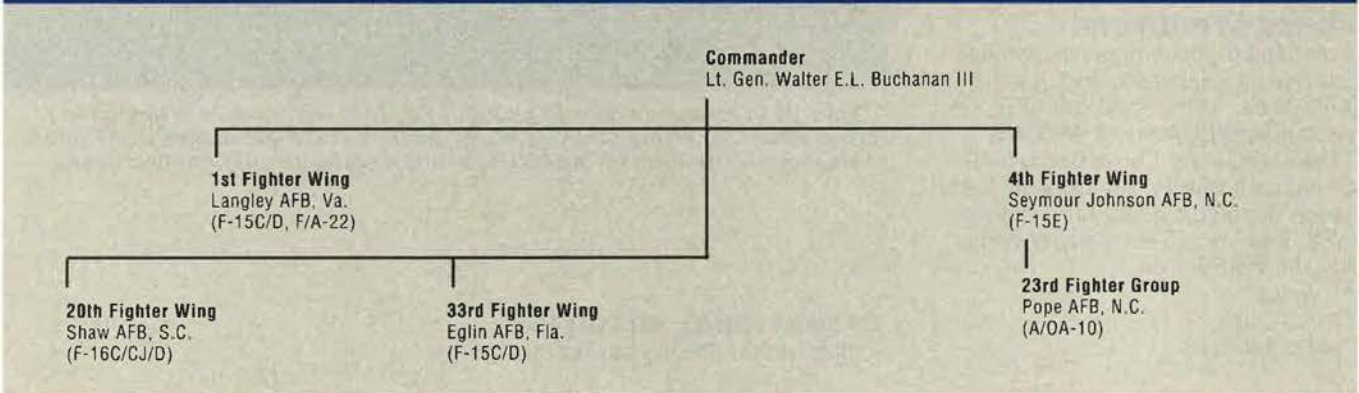 Commander
Lt. Gen. Walter E.L. Buchanan III
1st Fighter Wing
Langley AFB, Va.
(F-15C/D, F/A-22)
4th Fighter Wing
Seymour Johnson AFB, N.C.
(F-15E)
23rd Fighter Group
Pope AFB, N.C.
(A/OA-10)
20th Fighter Wing
Shaw AFB, S.C.
(F-16C/CJ/D)
33rd Fighter Wing
Eglin AFB, Fla.
(F-15C/D)